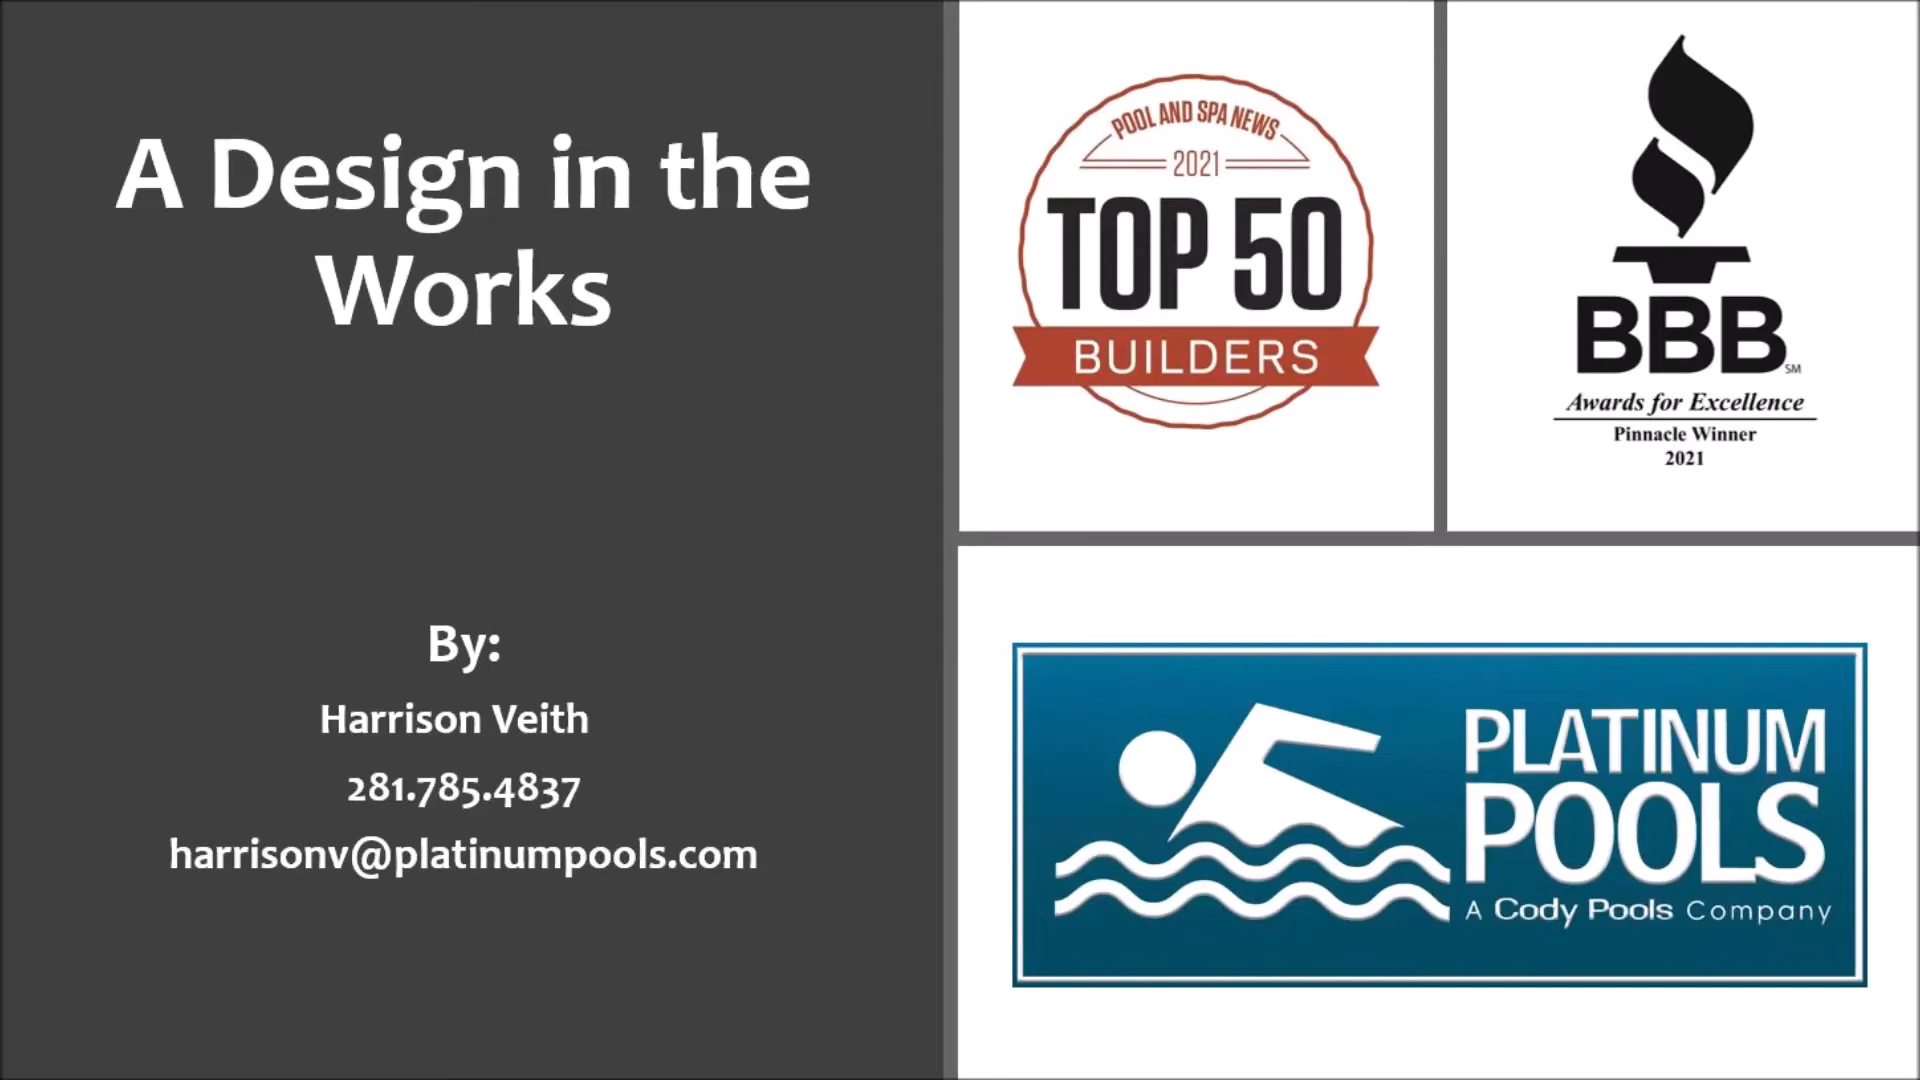 A Design in the
Works
By:
Harrison Veith
281.785.4837
harrisonv@platinumpools.com
POOL AND SPA NEWS
2021
TOP 50
BUILDERS
BBB SM
Awards for Excellence
Pinnacle Winner
2021
PLATINUM
POOLS
A Cody Pools Company